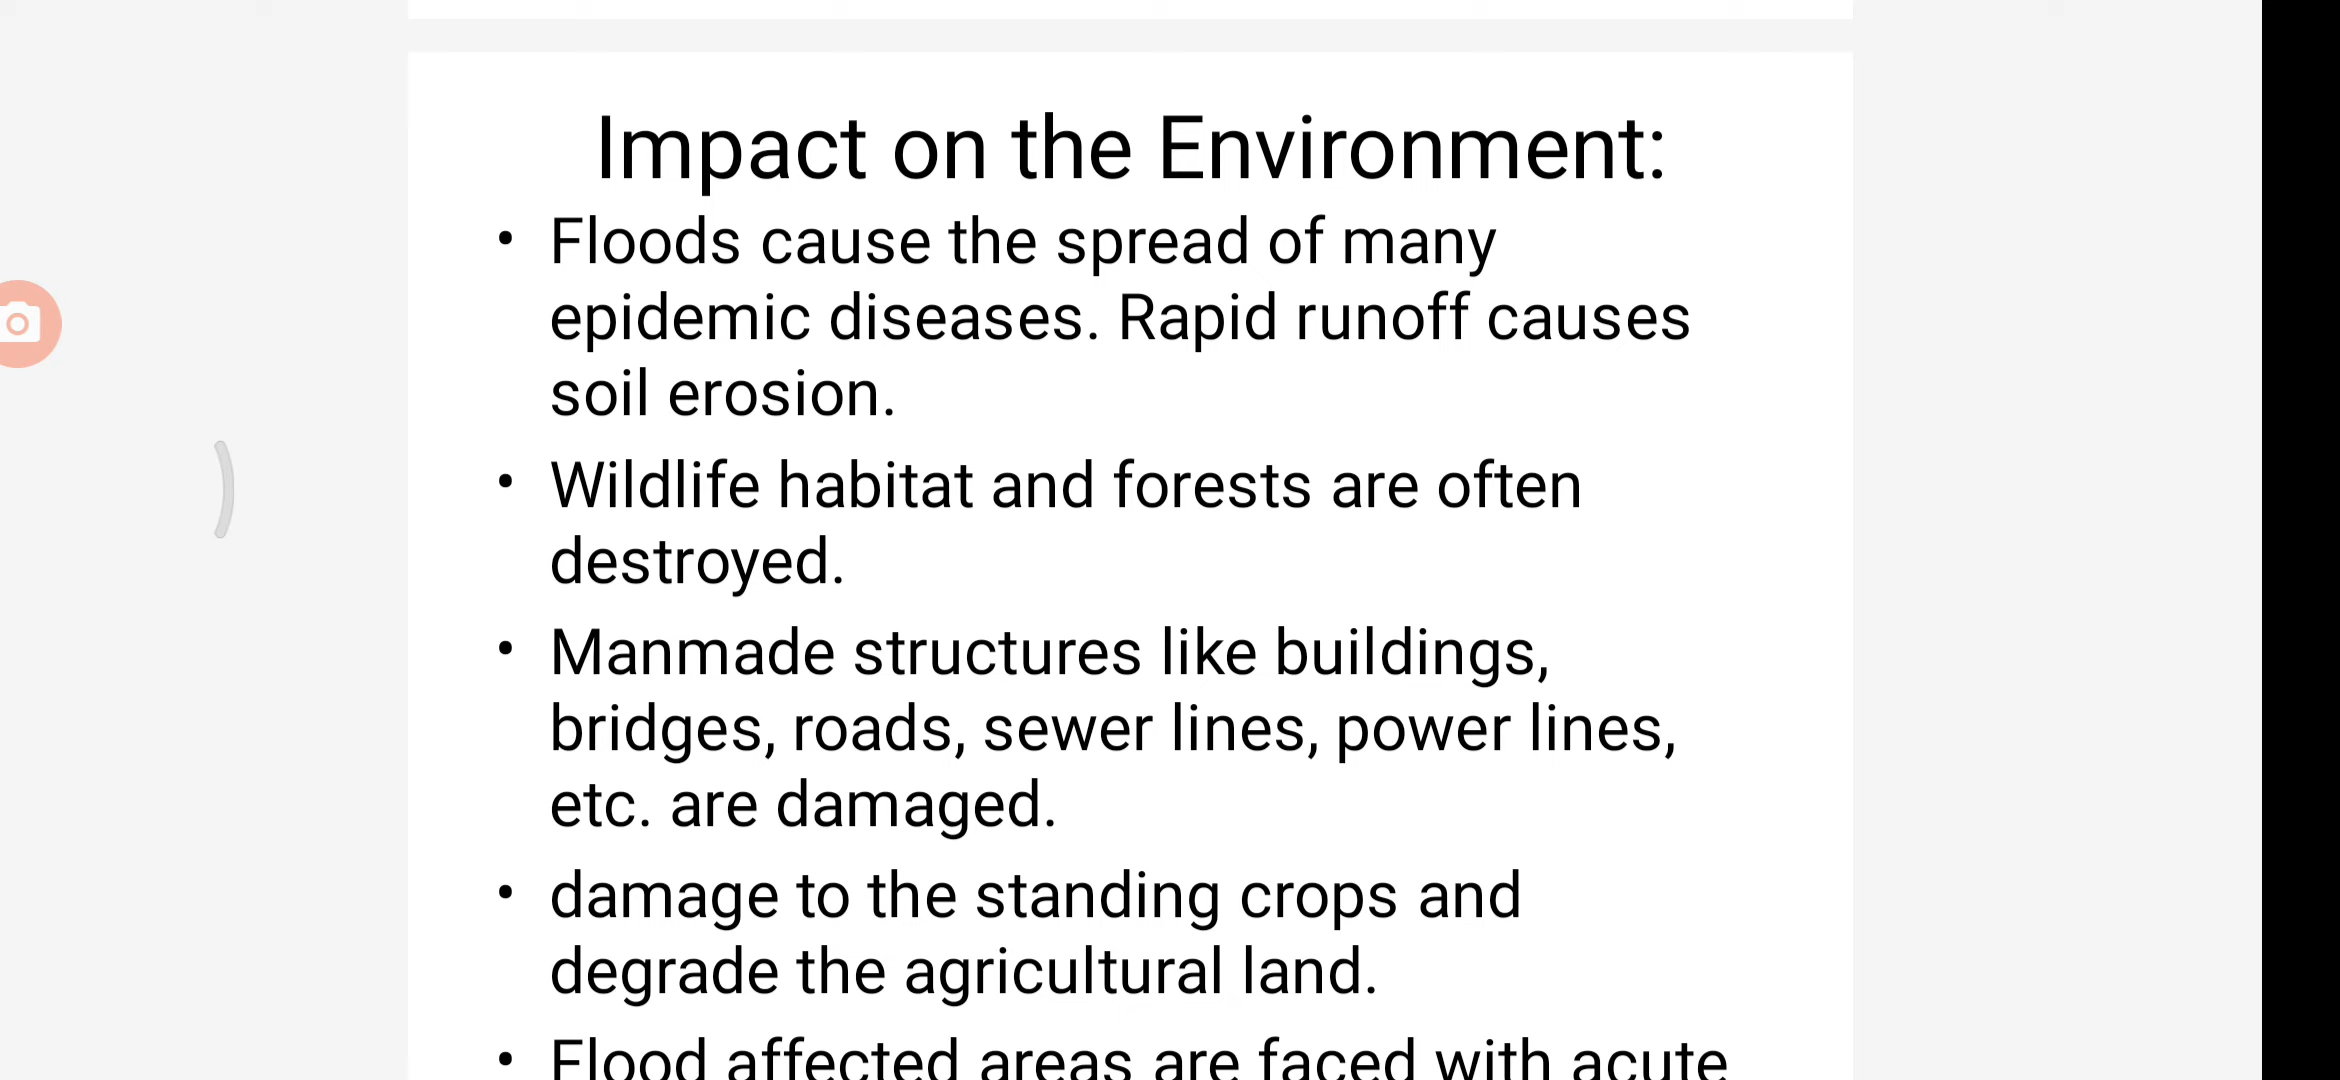 Impact on the Environment:
• Floods cause the spread of many
epidemic diseases. Rapid runoff causes
soil erosion.
• Wildlife habitat and forests are often
destroyed.
• Manmade structures like buildings,
bridges, roads, sewer lines, power lines,
etc. are damaged.
• damage to the standing crops and
degrade the agricultural land.
• Flood affected areas are faced with acute